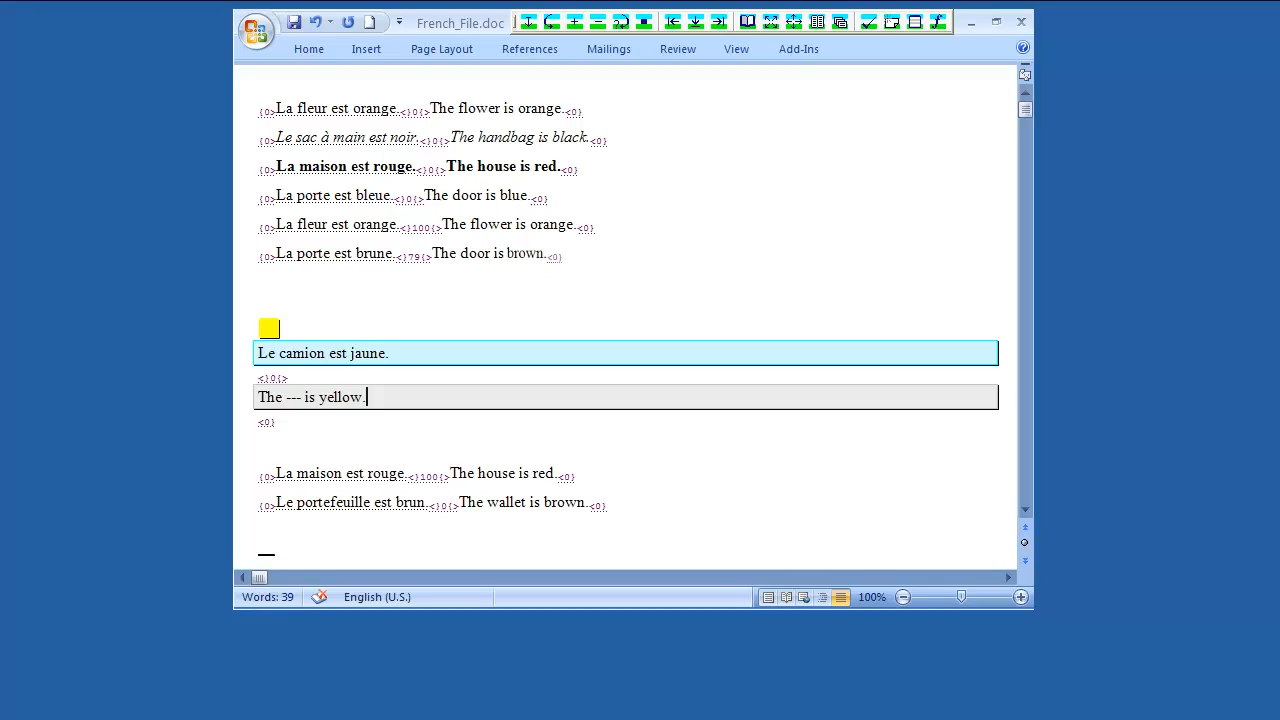 French_File.doc
Home Insert Page Layout References Mailings Review View Add-Ins
{0>La fleur est orange.<}0{>The flower is orange.<0}
{0>Le sac à main est noir.<}0{>The handbag is black.<0}
{0>La maison est rouge.<}0{>The house is red.<0}
{0>La porte est bleue.<}0{>The door is blue.<0}
{0>La fleur est orange.<}100{>The flower is orange.<0}
{0>La porte est brune.<}79{>The door is brown.<0}
Le camion est jaune.
<}0{>
The --- is yellow.
<0}
{0>La maison est rouge.<}100{>The house is red.<0}
{0>Le portefeuille est brun.<}0{>The wallet is brown.<0}
Words: 39 English (U.S.) 100%